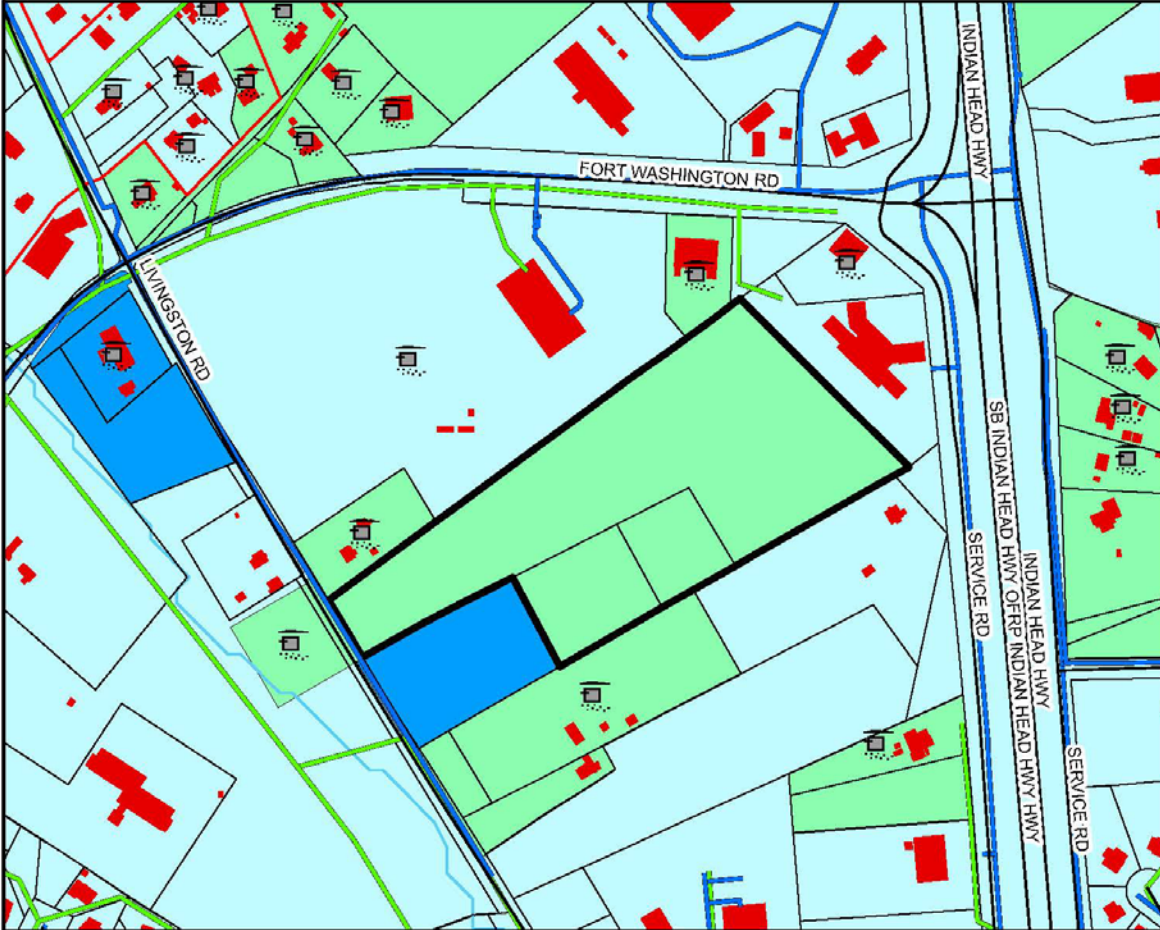 INDIAN HEAD HWY
FORT WASHINGTON RD
LIVINGSTON RD
SB INDIAN HEAD HWY OFRP INDIAN HEAD HWY HWY
SERVICE RD
INDIAN HEAD HWY
SERVICE RD